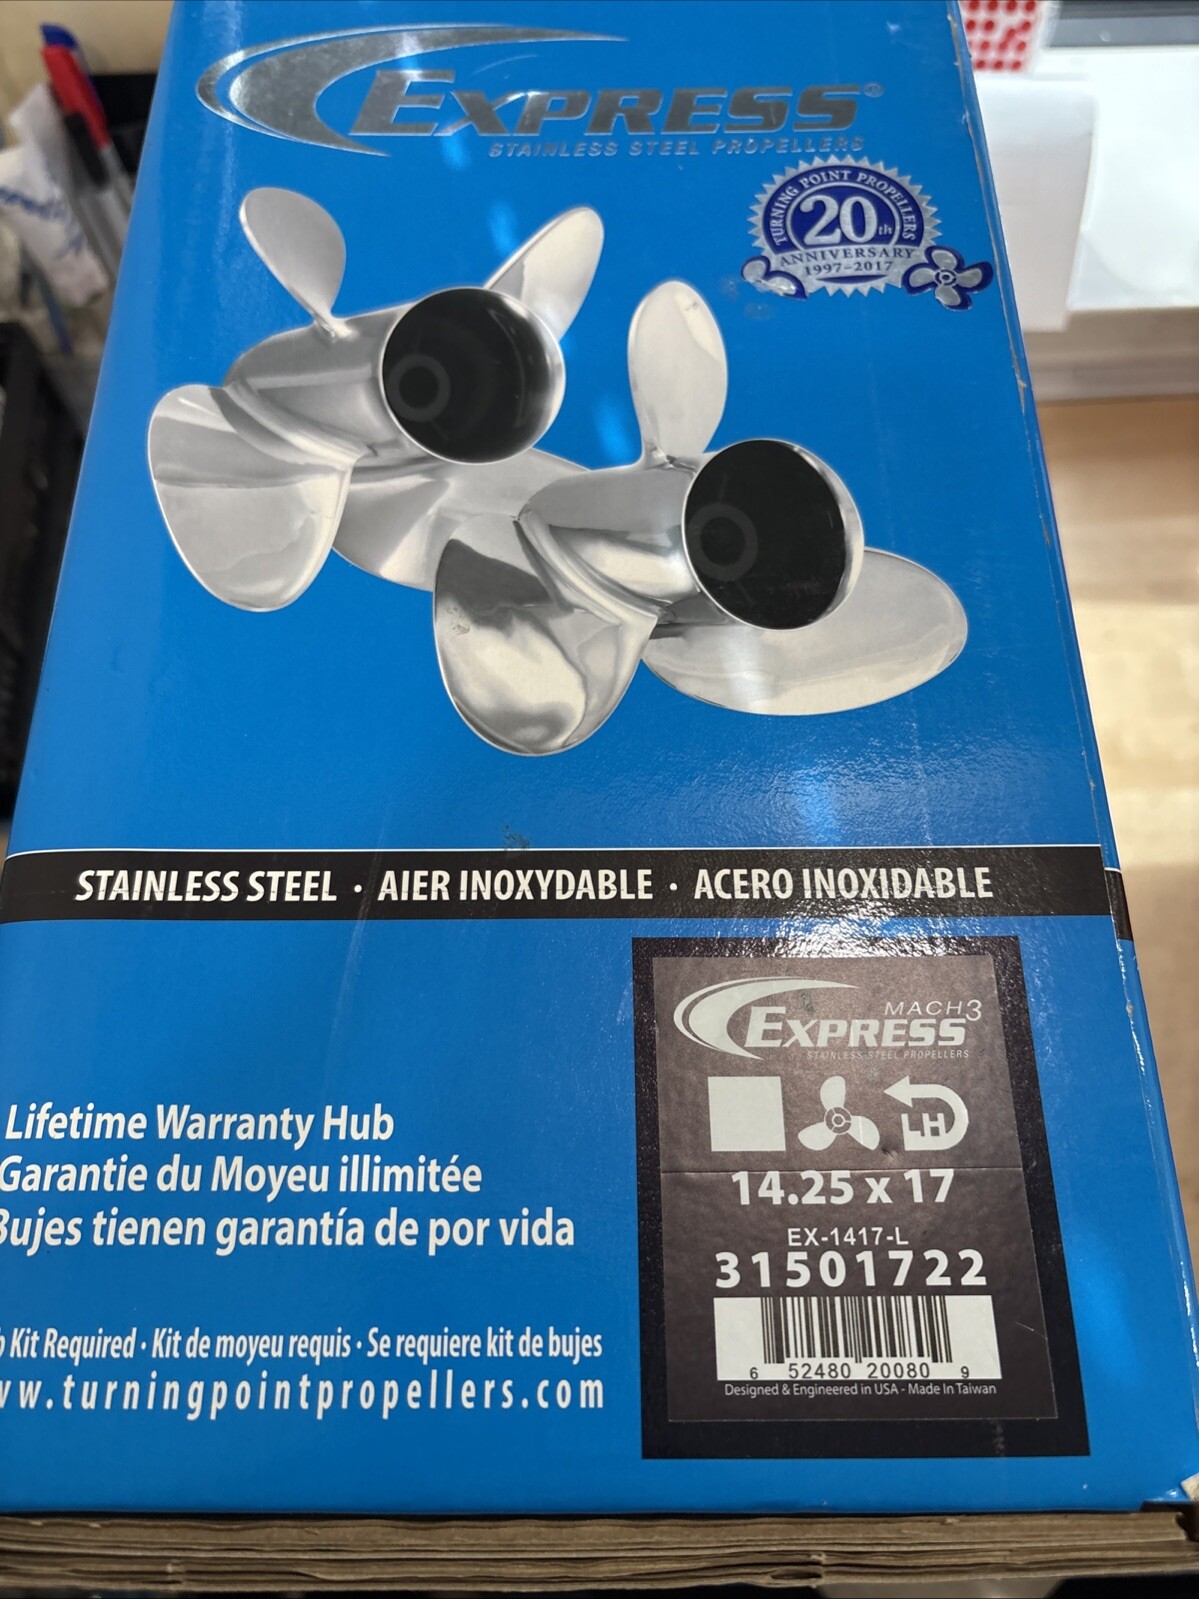 EXPRESS®
STAINLESS STEEL PROPELLERS
TURNING POINT PROPELLERS
20th
ANNIVERSARY
1997-2017
STAINLESS STEEL · AIER INOXYDABLE · ACERO INOXIDABLE
MACH3
EXPRESS
STAINLESS STEEL PROPELLERS
LH
14.25 x 17
EX-1417-L
31501722
6 52480 20080 9
Designed & Engineered in USA - Made In Taiwan
Lifetime Warranty Hub
Garantie du Moyeu illimitée
Bujes tienen garantía de por vida
Kit Required · Kit de moyeu requis · Se requiere kit de bujes
w.turningpointpropellers.com